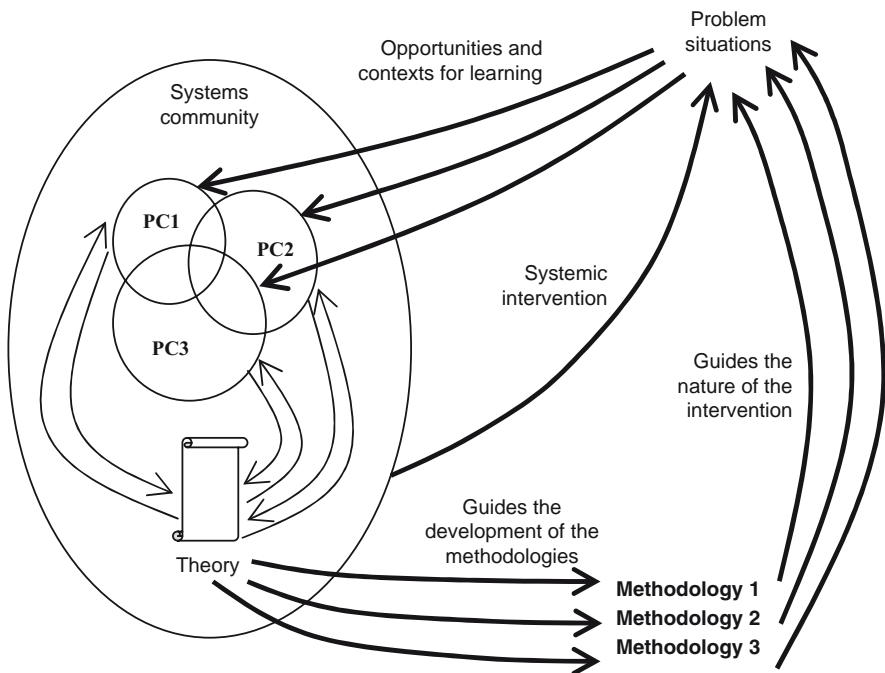 Problem
situations
Opportunities and
contexts for learning
Systems
community
PC1
PC2
PC3
Systemic
intervention
Guides the
nature of the
intervention
Guides the
development of the
methodologies
Theory
Methodology 1
Methodology 2
Methodology 3